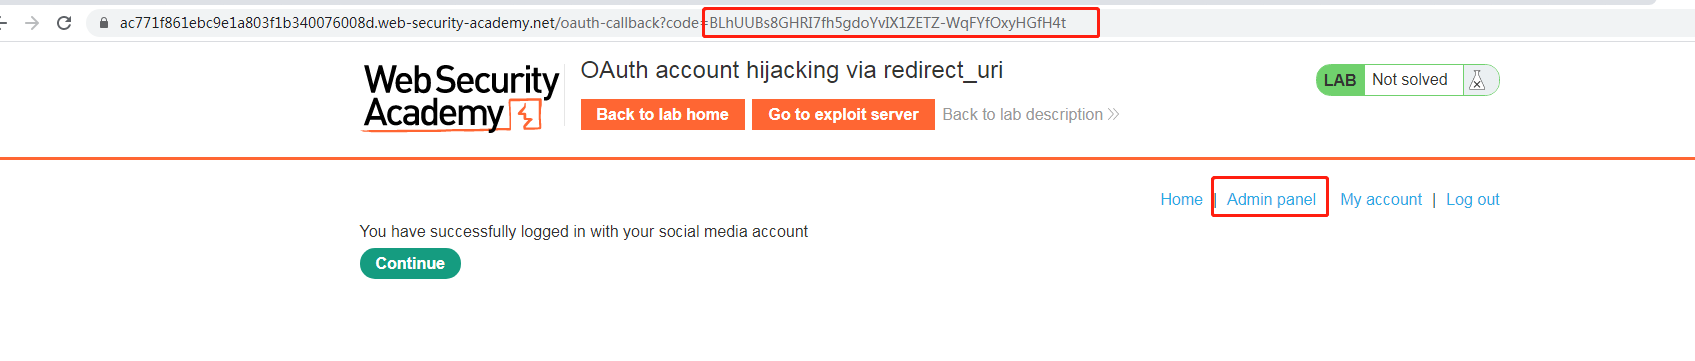 ac771f861ebc9e1a803f1b340076008d.web-security-academy.net/oauth-callback?code=BLhUUBs8GHRI7fh5gdoYvIX1ZETZ-WqFYfOxyHGfH4t
Web Security
Academy
OAuth account hijacking via redirect_uri
LAB Not solved
Back to lab home Go to exploit server Back to lab description
Home | Admin panel My account | Log out
You have successfully logged in with your social media account
Continue